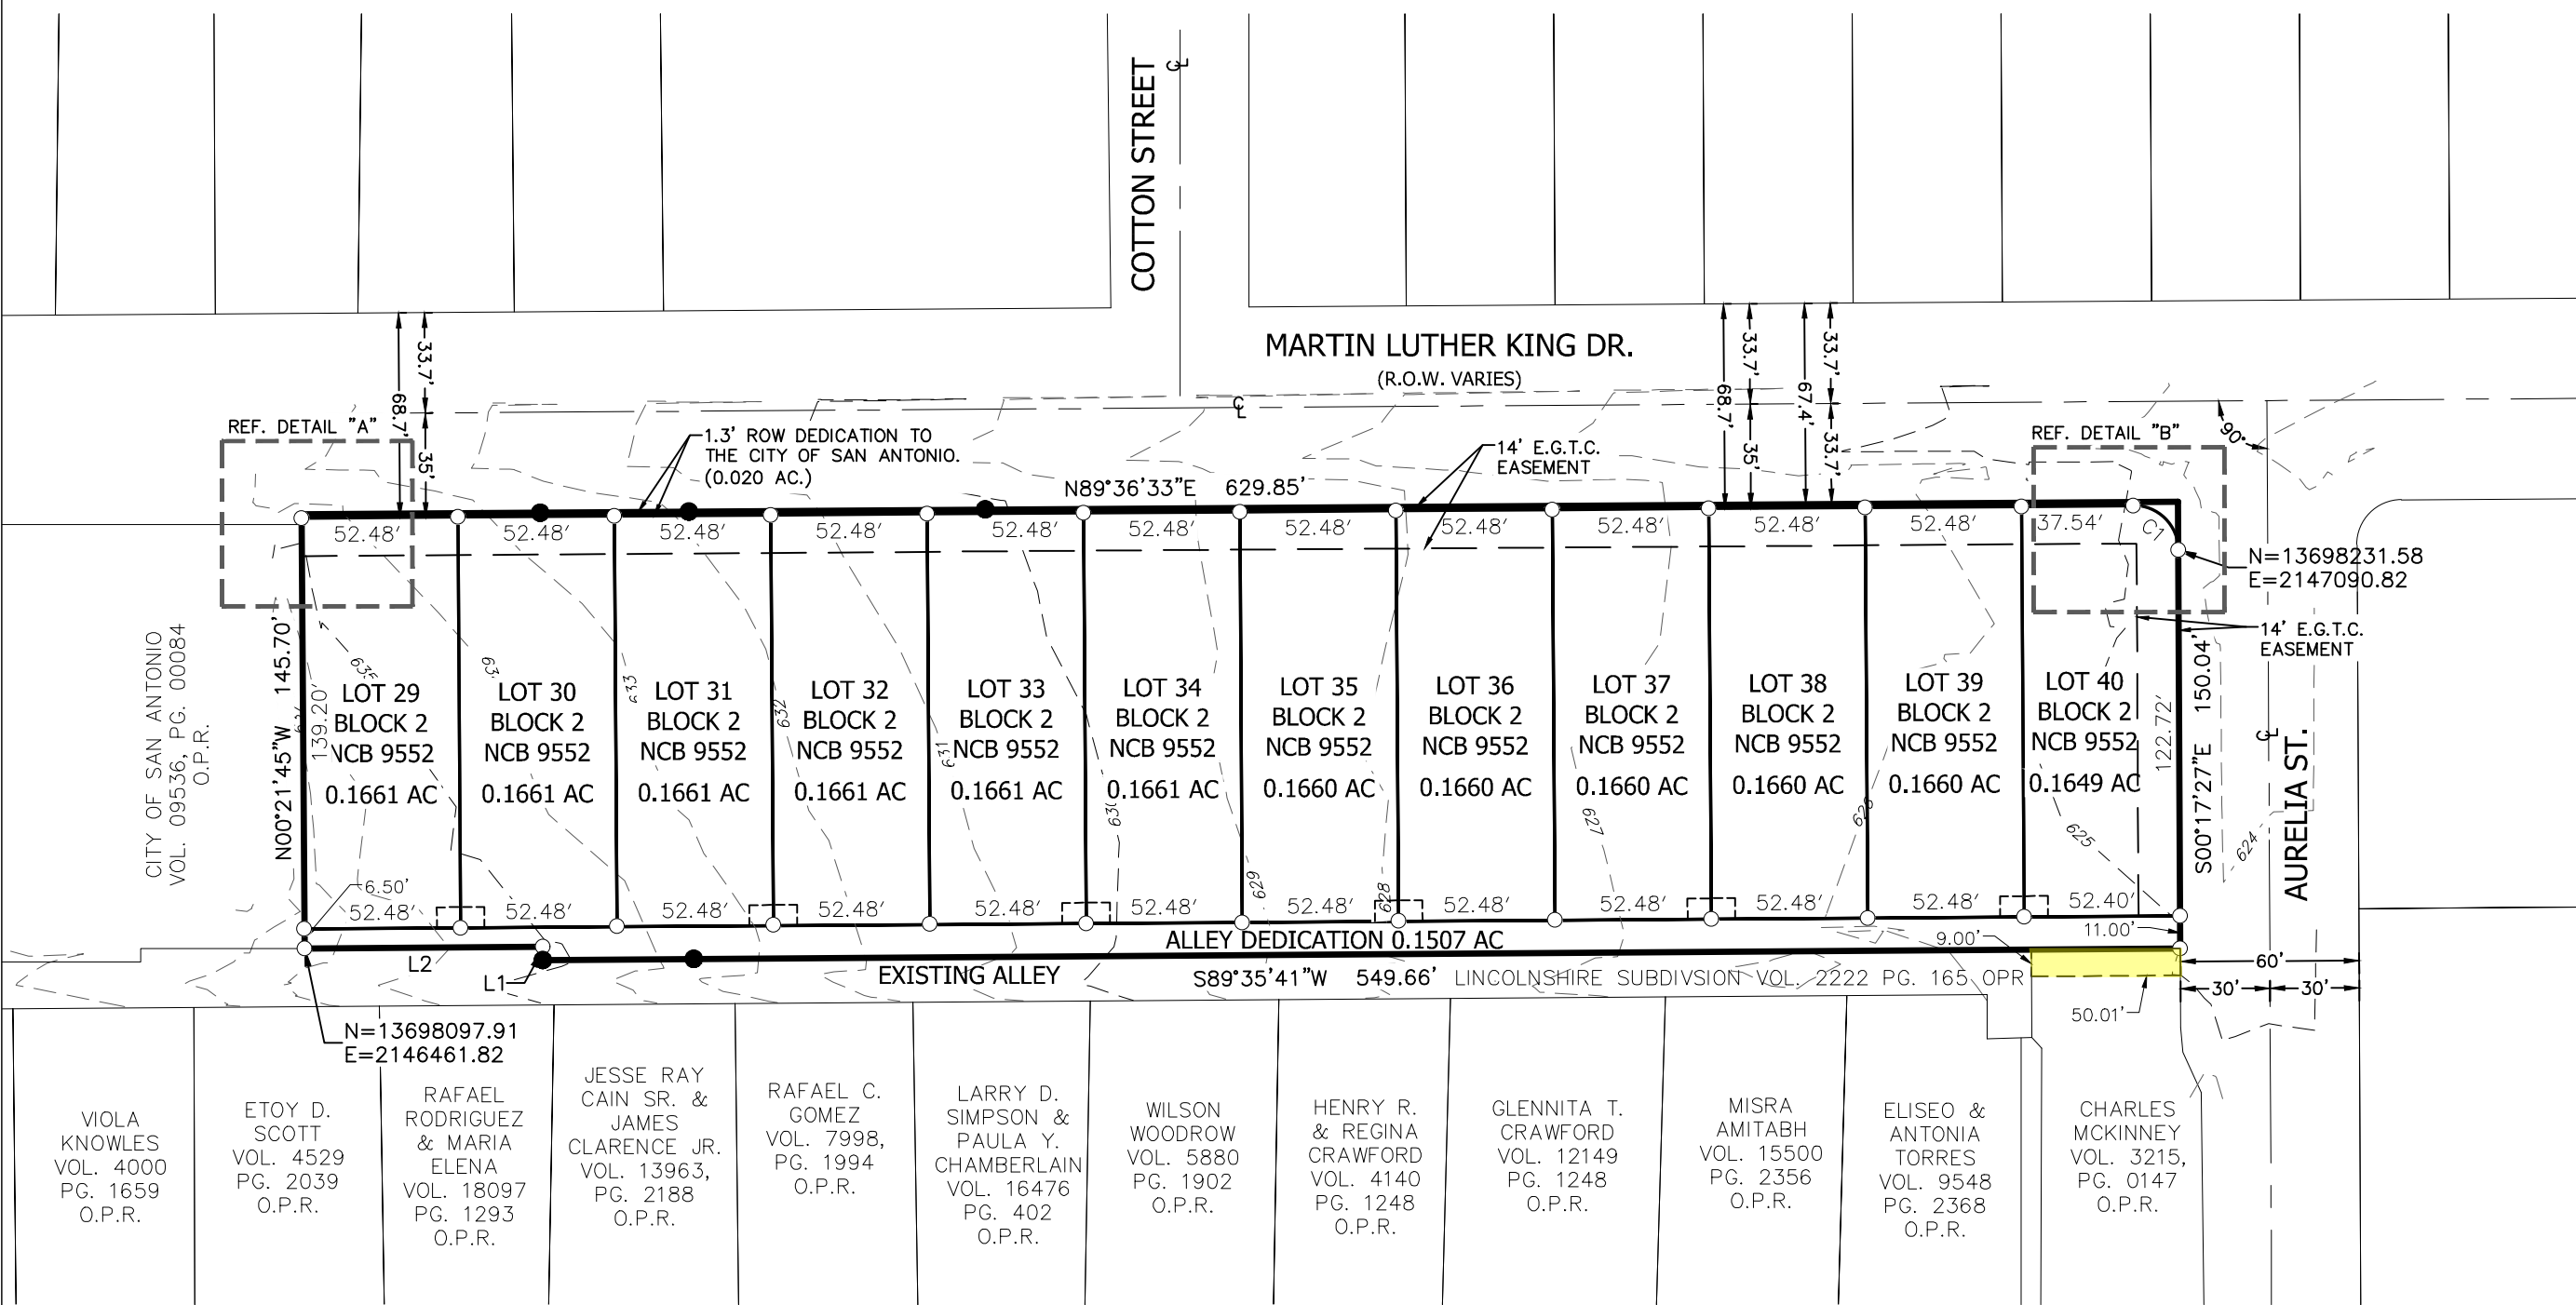 COTTON STREET
CL
MARTIN LUTHER KING DR.
(R.O.W. VARIES)
CL
33.7'
68.7'
35'
33.7'
68.7'
35'
33.7'
67.4'
33.7'
90°
REF. DETAIL "A"
REF. DETAIL "B"
1.3' ROW DEDICATION TO
THE CITY OF SAN ANTONIO.
(0.020 AC.)
14' E.G.T.C.
EASEMENT
N89°36'33"E 629.85'
52.48'
52.48'
52.48'
52.48'
52.48'
52.48'
52.48'
52.48'
52.48'
52.48'
52.48'
37.54'
C1
N=13698231.58
E=2147090.82
14' E.G.T.C.
EASEMENT
CITY OF SAN ANTONIO
VOL. 09536, PG. 00084
O.P.R.
N00°21'45"W 145.70'
139.20'
LOT 29
BLOCK 2
NCB 9552
0.1661 AC
LOT 30
BLOCK 2
NCB 9552
0.1661 AC
LOT 31
BLOCK 2
NCB 9552
0.1661 AC
LOT 32
BLOCK 2
NCB 9552
0.1661 AC
LOT 33
BLOCK 2
NCB 9552
0.1661 AC
LOT 34
BLOCK 2
NCB 9552
0.1661 AC
LOT 35
BLOCK 2
NCB 9552
0.1660 AC
LOT 36
BLOCK 2
NCB 9552
0.1660 AC
LOT 37
BLOCK 2
NCB 9552
0.1660 AC
LOT 38
BLOCK 2
NCB 9552
0.1660 AC
LOT 39
BLOCK 2
NCB 9552
0.1660 AC
LOT 40
BLOCK 2
NCB 9552
0.1649 AC
122.72'
S00°17'27"E 150.04'
CL
AURELIA ST.
633
632
631
629
628
627
625
624
6.50'
52.48'
52.48'
52.48'
52.48'
52.48'
52.48'
52.48'
52.48'
52.48'
52.48'
52.48'
52.40'
ALLEY DEDICATION 0.1507 AC
9.00'
11.00'
L2
L1
EXISTING ALLEY
S89°35'41"W 549.66'
LINCOLNSHIRE SUBDIVSION VOL. 2222 PG. 165 OPR
60'
30'
30'
50.01'
N=13698097.91
E=2146461.82
VIOLA
KNOWLES
VOL. 4000
PG. 1659
O.P.R.
ETOY D.
SCOTT
VOL. 4529
PG. 2039
O.P.R.
RAFAEL
RODRIGUEZ
& MARIA
ELENA
VOL. 18097
PG. 1293
O.P.R.
JESSE RAY
CAIN SR. &
JAMES
CLARENCE JR.
VOL. 13963,
PG. 2188
O.P.R.
RAFAEL C.
GOMEZ
VOL. 7998,
PG. 1994
O.P.R.
LARRY D.
SIMPSON &
PAULA Y.
CHAMBERLAIN
VOL. 16476
PG. 402
O.P.R.
WILSON
WOODROW
VOL. 5880
PG. 1902
O.P.R.
HENRY R.
& REGINA
CRAWFORD
VOL. 4140
PG. 1248
O.P.R.
GLENNITA T.
CRAWFORD
VOL. 12149
PG. 1248
O.P.R.
MISRA
AMITABH
VOL. 15500
PG. 2356
O.P.R.
ELISEO &
ANTONIA
TORRES
VOL. 9548
PG. 2368
O.P.R.
CHARLES
MCKINNEY
VOL. 3215,
PG. 0147
O.P.R.